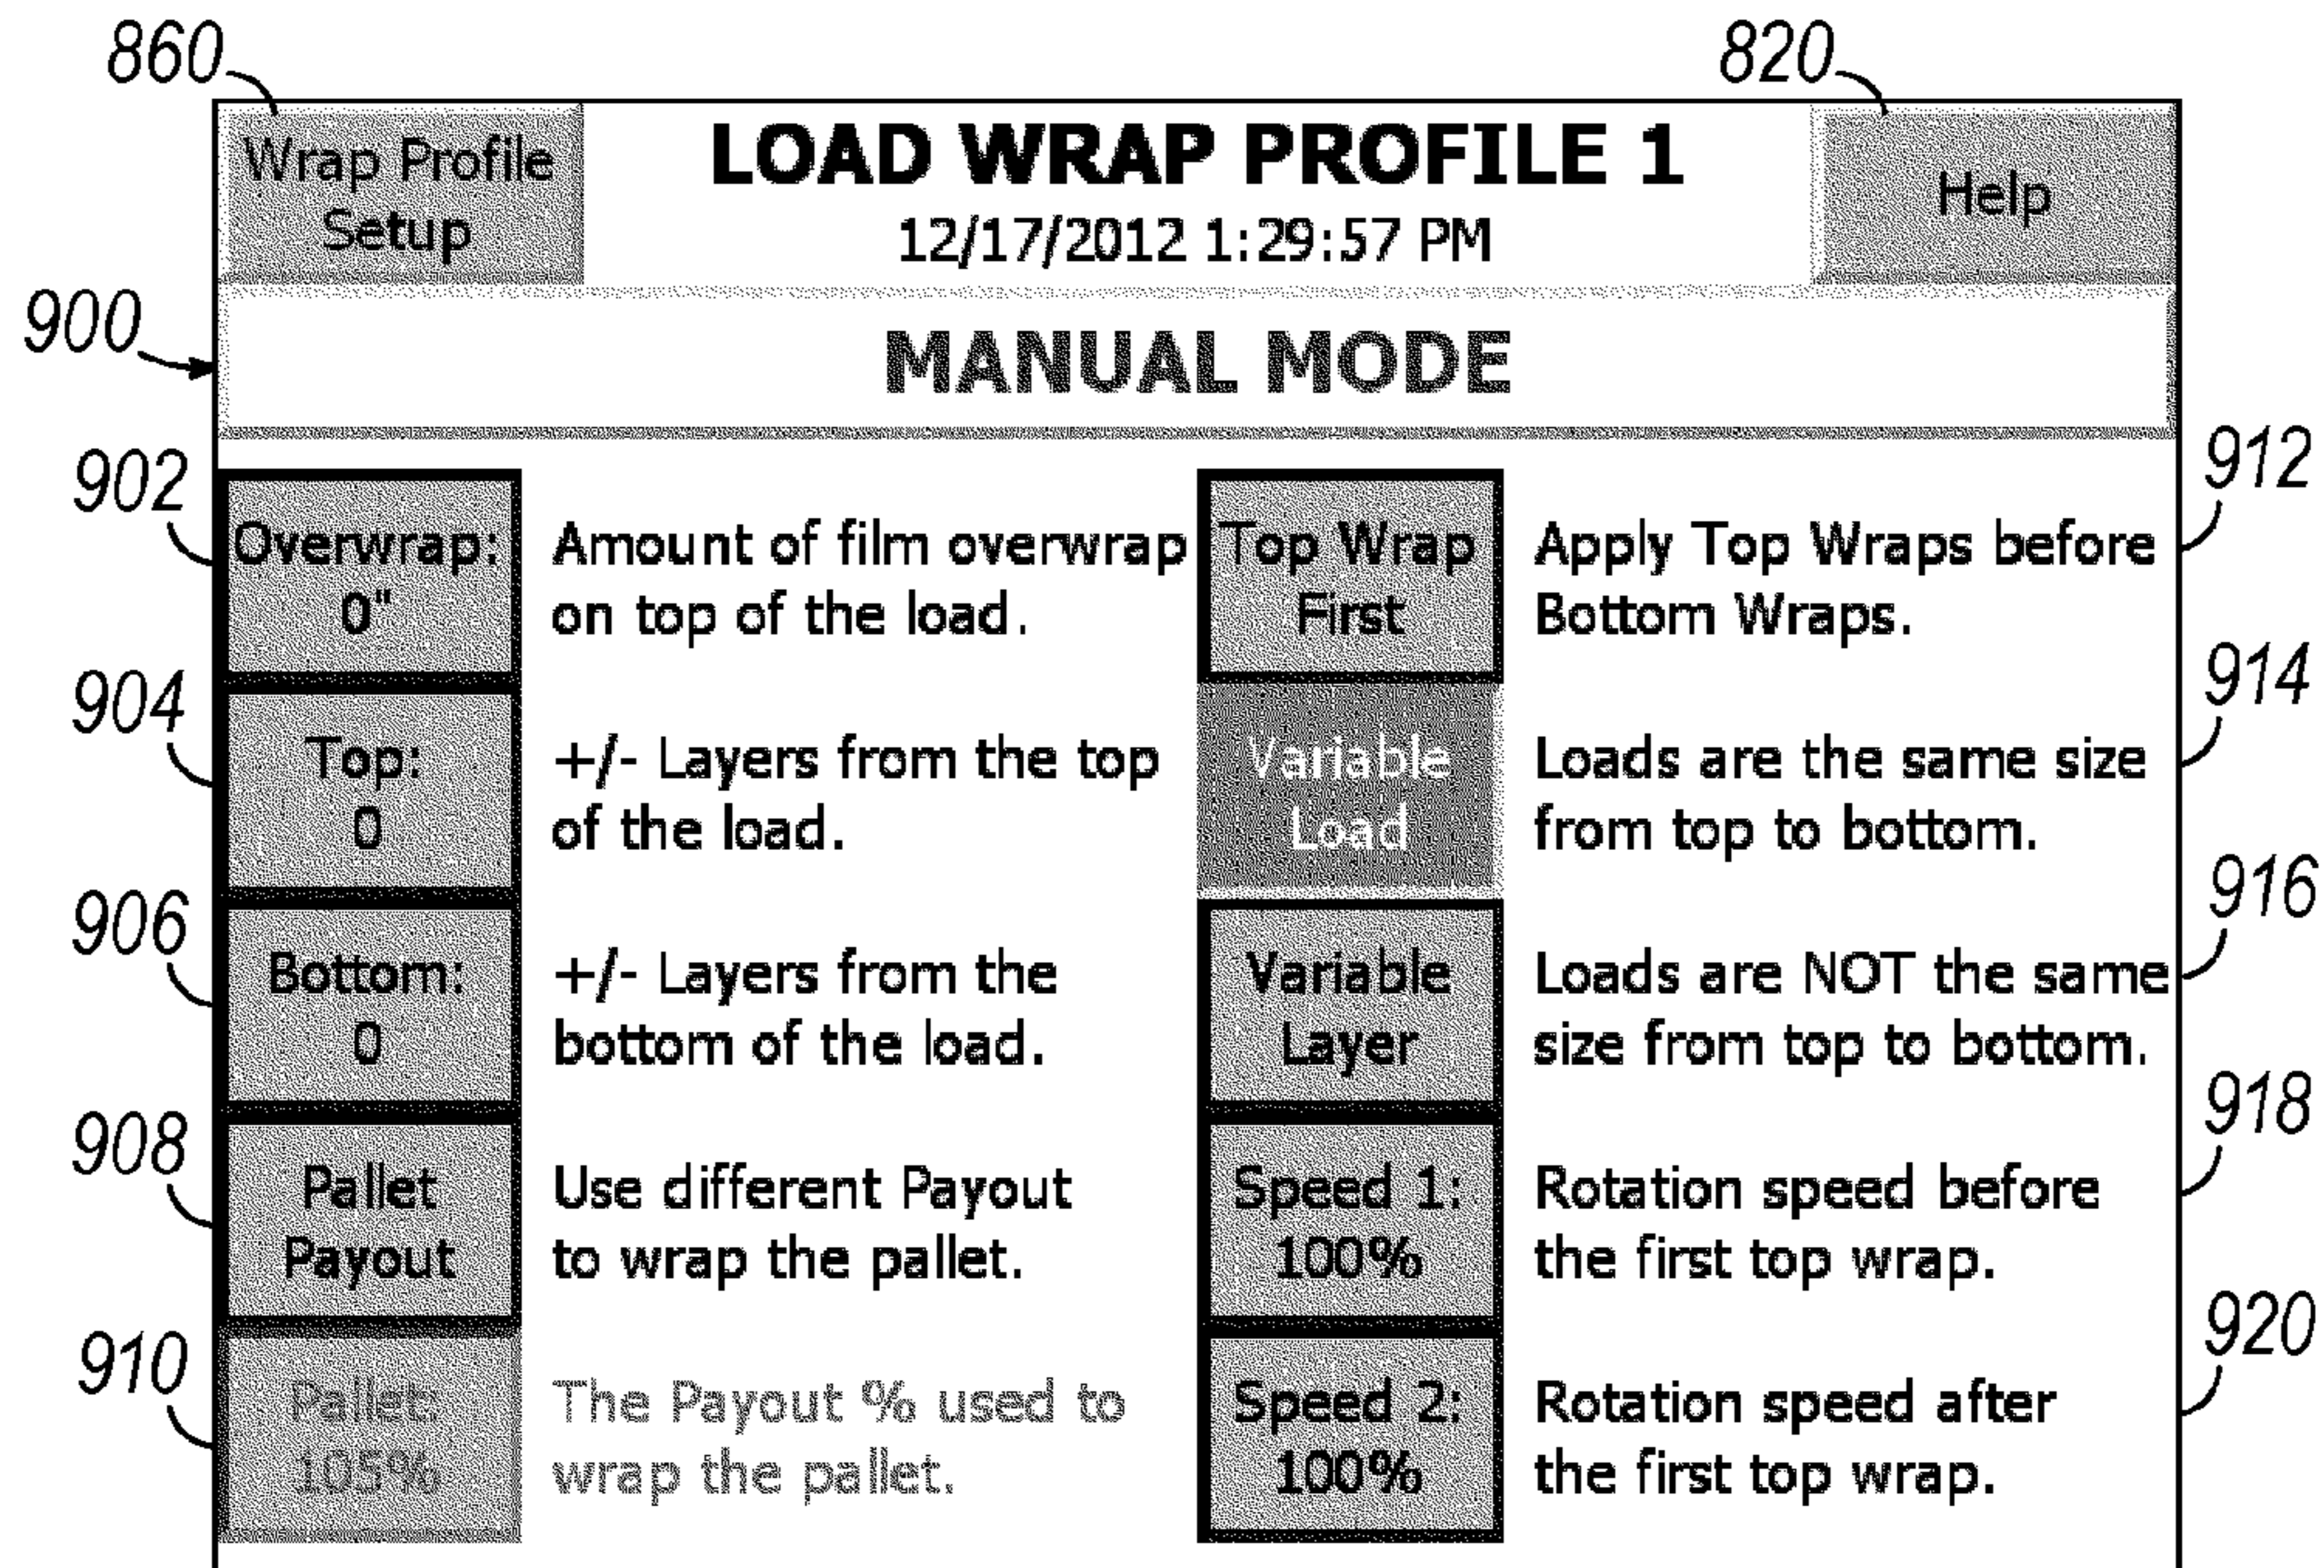 860
820
Wrap Profile
Setup
LOAD WRAP PROFILE 1
12/17/2012 1:29:57 PM
Help
900
MANUAL MODE
902
Overwrap:
0"
Amount of film overwrap
on top of the load.
Top Wrap
First
Apply Top Wraps before
Bottom Wraps.
912
904
Top:
0
+/- Layers from the top
of the load.
Variable
Load
Loads are the same size
from top to bottom.
914
906
Bottom:
0
+/- Layers from the
bottom of the load.
Variable
Layer
Loads are NOT the same
size from top to bottom.
916
908
Pallet
Payout
Use different Payout
to wrap the pallet.
Speed 1:
100%
Rotation speed before
the first top wrap.
918
910
Pallet:
105%
The Payout % used to
wrap the pallet.
Speed 2:
100%
Rotation speed after
the first top wrap.
920